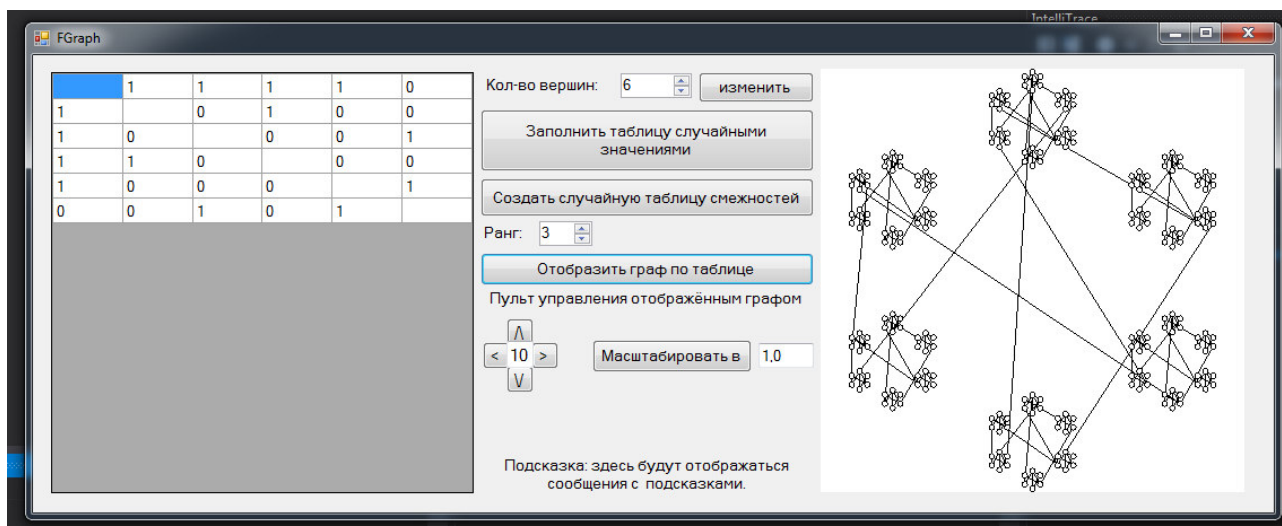 IntelliTrace
FGraph
1 1 1 1 0
1 0 1 0 0
1 0 0 0 1
1 1 0 0 0
1 0 0 0 1
0 0 1 0 1
Кол-во вершин: 6 изменить
Заполнить таблицу случайными
значениями
Создать случайную таблицу смежностей
Ранг: 3
Отобразить граф по таблице
Пульт управления отображённым графом
/\
< 10 > Масштабировать в 1,0
\/
Подсказка: здесь будут отображаться
сообщения с подсказками.